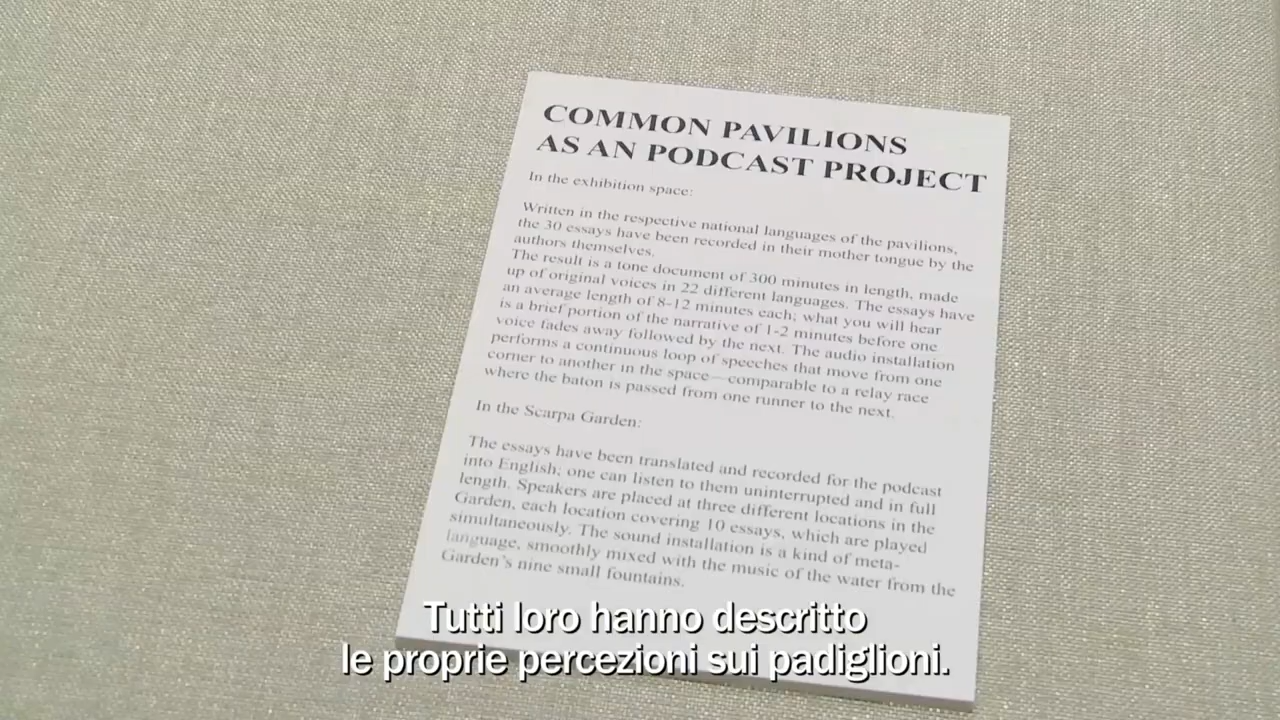 COMMON PAVILIONS
AS AN PODCAST PROJECT
In the exhibition space:
Written in the respective national languages of the pavilions,
the 30 essays have been recorded in their mother tongue by the
authors themselves.
The result is a tone document of 300 minutes in length, made
up of original voices in 22 different languages. The essays have
an average length of 8-12 minutes each; what you will hear
is a brief portion of the narrative of 1-2 minutes before one
voice fades away followed by the next. The audio installation
performs a continuous loop of speeches that move from one
corner to another in the space—comparable to a relay race
where the baton is passed from one runner to the next.
In the Scarpa Garden:
The essays have been translated and recorded for the podcast
into English; one can listen to them uninterrupted and in full
length. Speakers are placed at three different locations in the
Garden, each location covering 10 essays, which are played
simultaneously. The sound installation is a kind of meta-
language, smoothly mixed with the music of the water from the
Garden's nine small fountains.
Tutti loro hanno descritto
le proprie percezioni sui padiglioni.